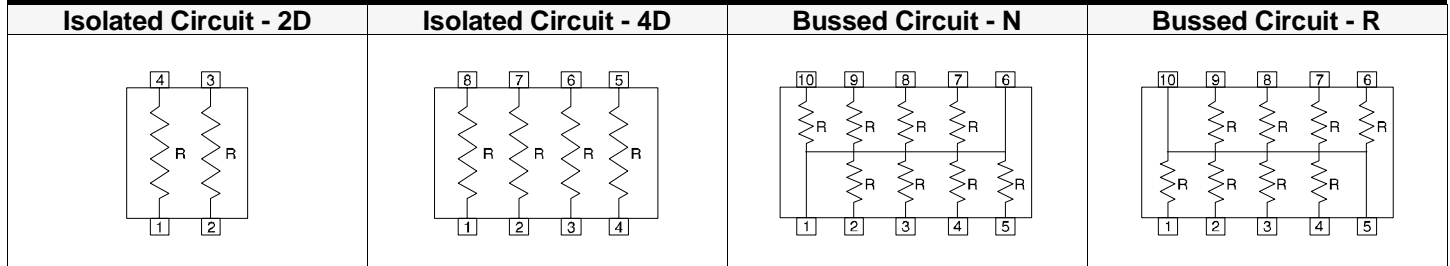 Isolated Circuit - 2D
4 3
R R
1 2
Isolated Circuit - 4D
8 7 6 5
R R R R
1 2 3 4
Bussed Circuit - N
10 9 8 7 6
R R R R
R R R R
1 2 3 4 5
Bussed Circuit - R
10 9 8 7 6
R R R R
R R R R
1 2 3 4 5